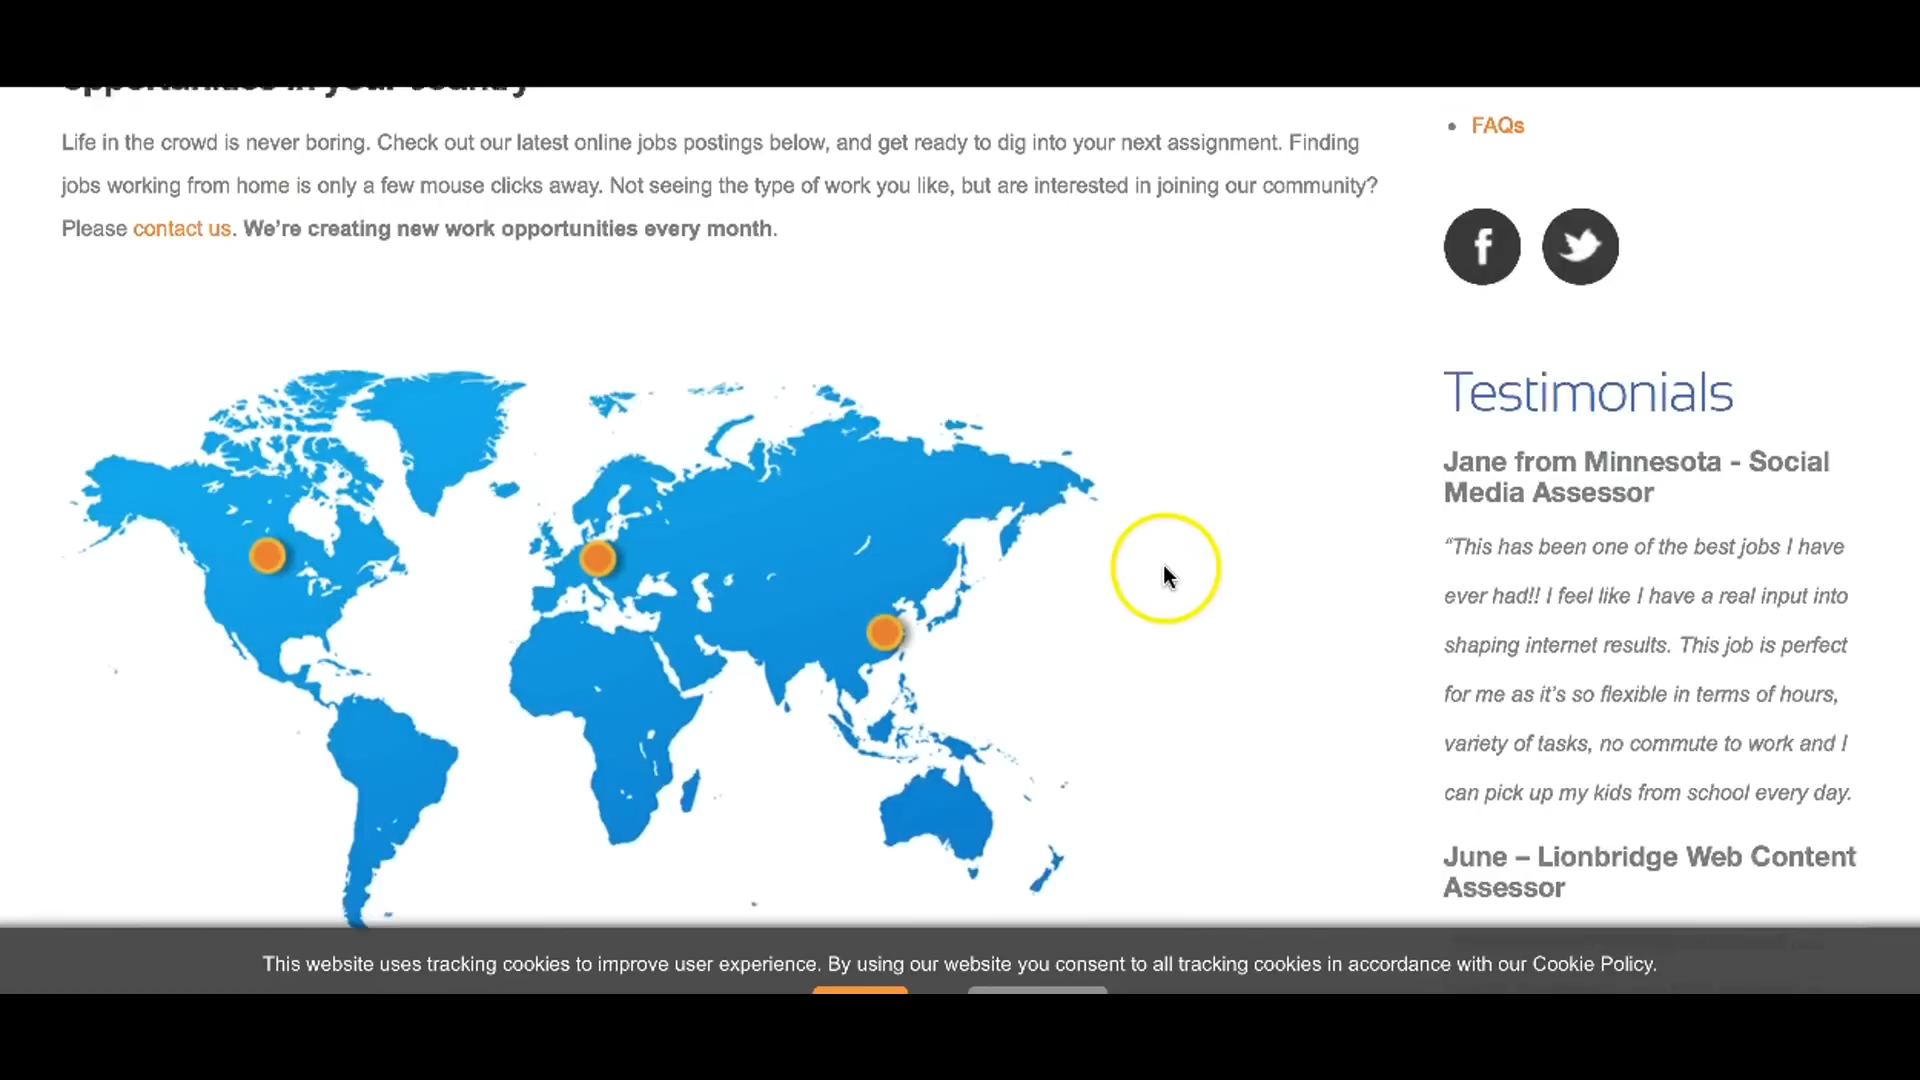 opportunities in your country
Life in the crowd is never boring. Check out our latest online jobs postings below, and get ready to dig into your next assignment. Finding
jobs working from home is only a few mouse clicks away. Not seeing the type of work you like, but are interested in joining our community?
Please contact us. We’re creating new work opportunities every month.
• FAQs
Testimonials
Jane from Minnesota - Social
Media Assessor
“This has been one of the best jobs I have
ever had!! I feel like I have a real input into
shaping internet results. This job is perfect
for me as it’s so flexible in terms of hours,
variety of tasks, no commute to work and I
can pick up my kids from school every day.
June – Lionbridge Web Content
Assessor
This website uses tracking cookies to improve user experience. By using our website you consent to all tracking cookies in accordance with our Cookie Policy.